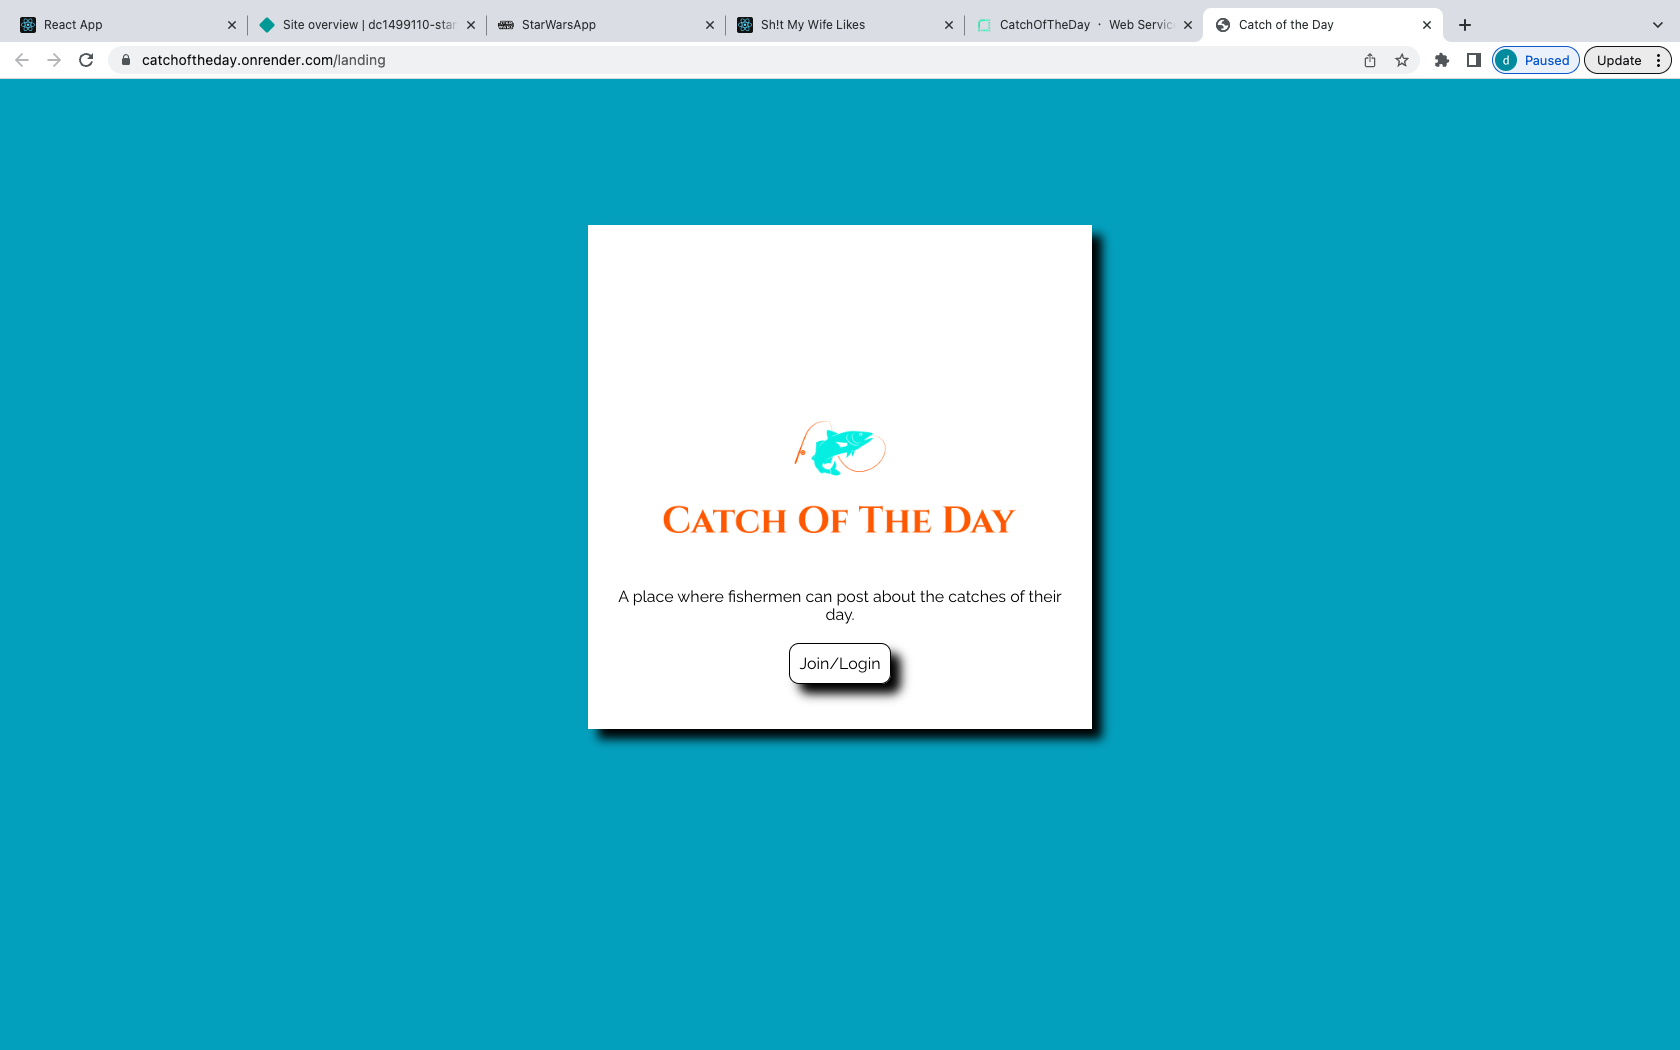 React App
Site overview | dc1499110-star
StarWarsApp
Sh!t My Wife Likes
CatchOfTheDay · Web Servic
Catch of the Day
catchoftheday.onrender.com/landing
d
Paused
Update
Catch Of The Day
A place where fishermen can post about the catches of their
day.
Join/Login